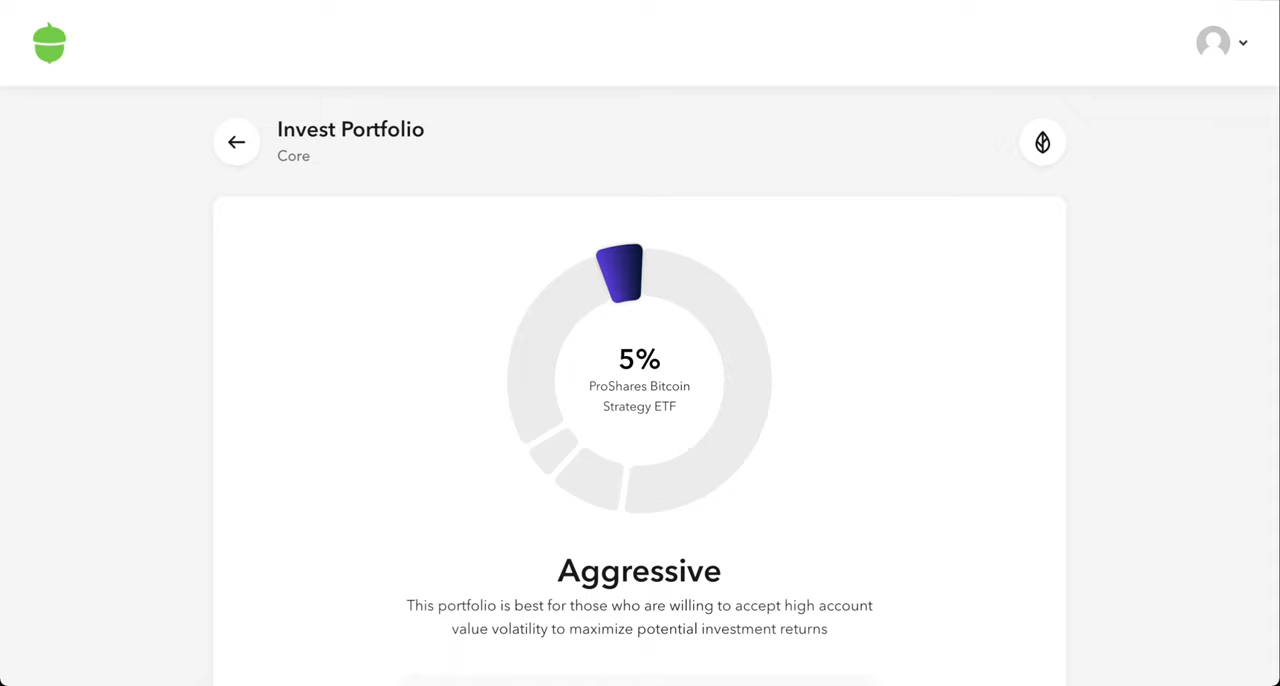 Invest Portfolio
Core
5%
ProShares Bitcoin
Strategy ETF
Aggressive
This portfolio is best for those who are willing to accept high account
value volatility to maximize potential investment returns